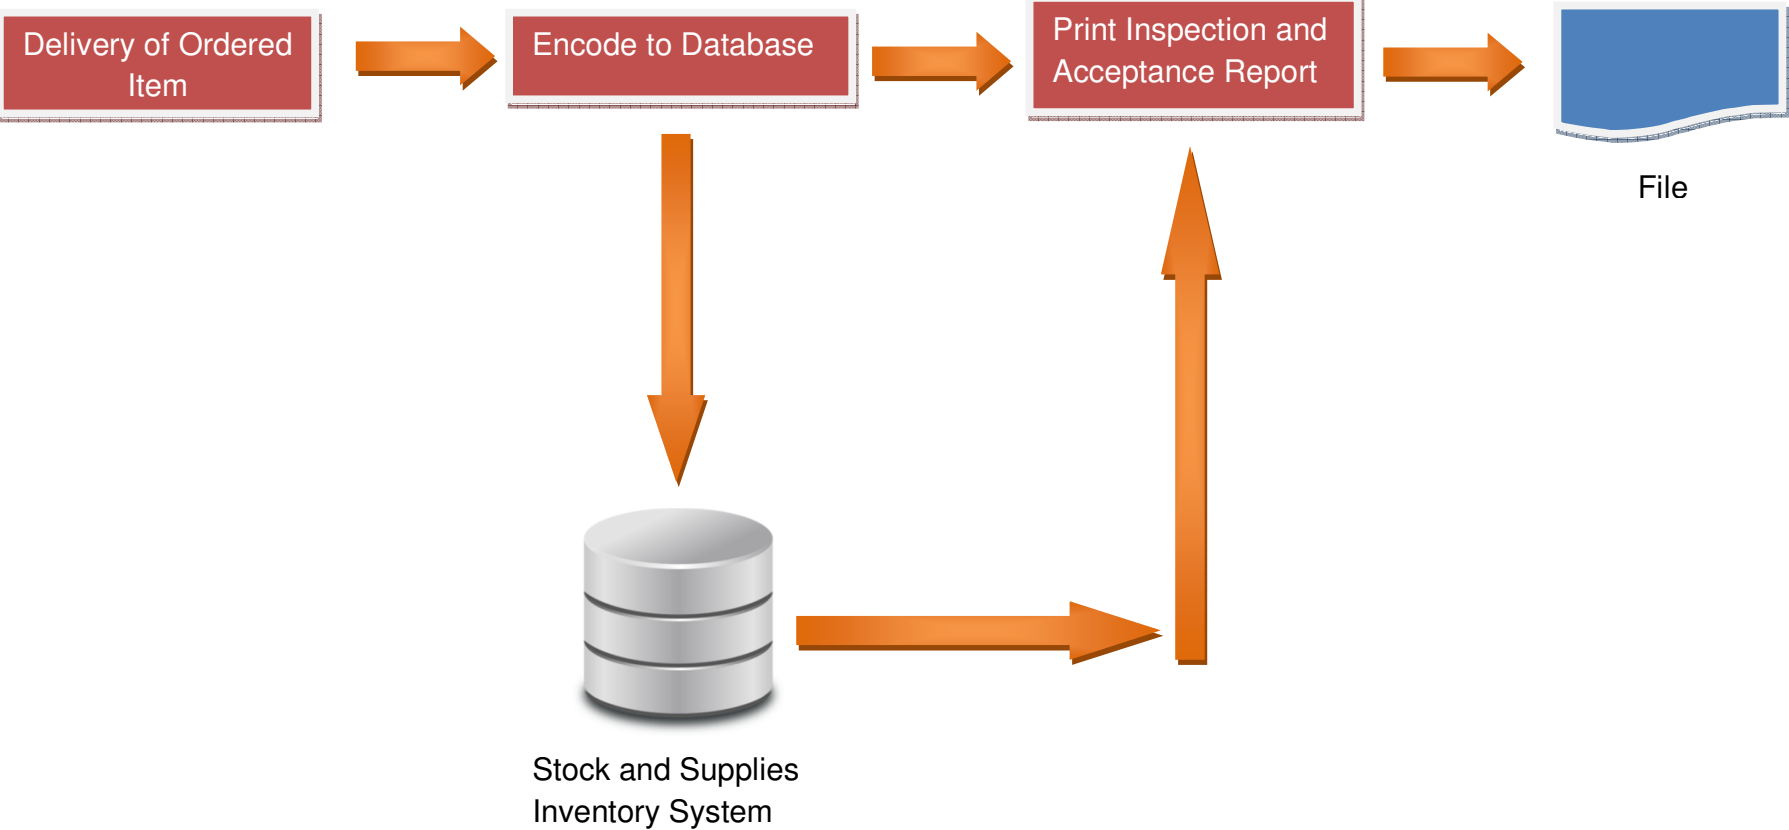 Delivery of Ordered
Item
Encode to Database
Print Inspection and
Acceptance Report
File
Stock and Supplies
Inventory System